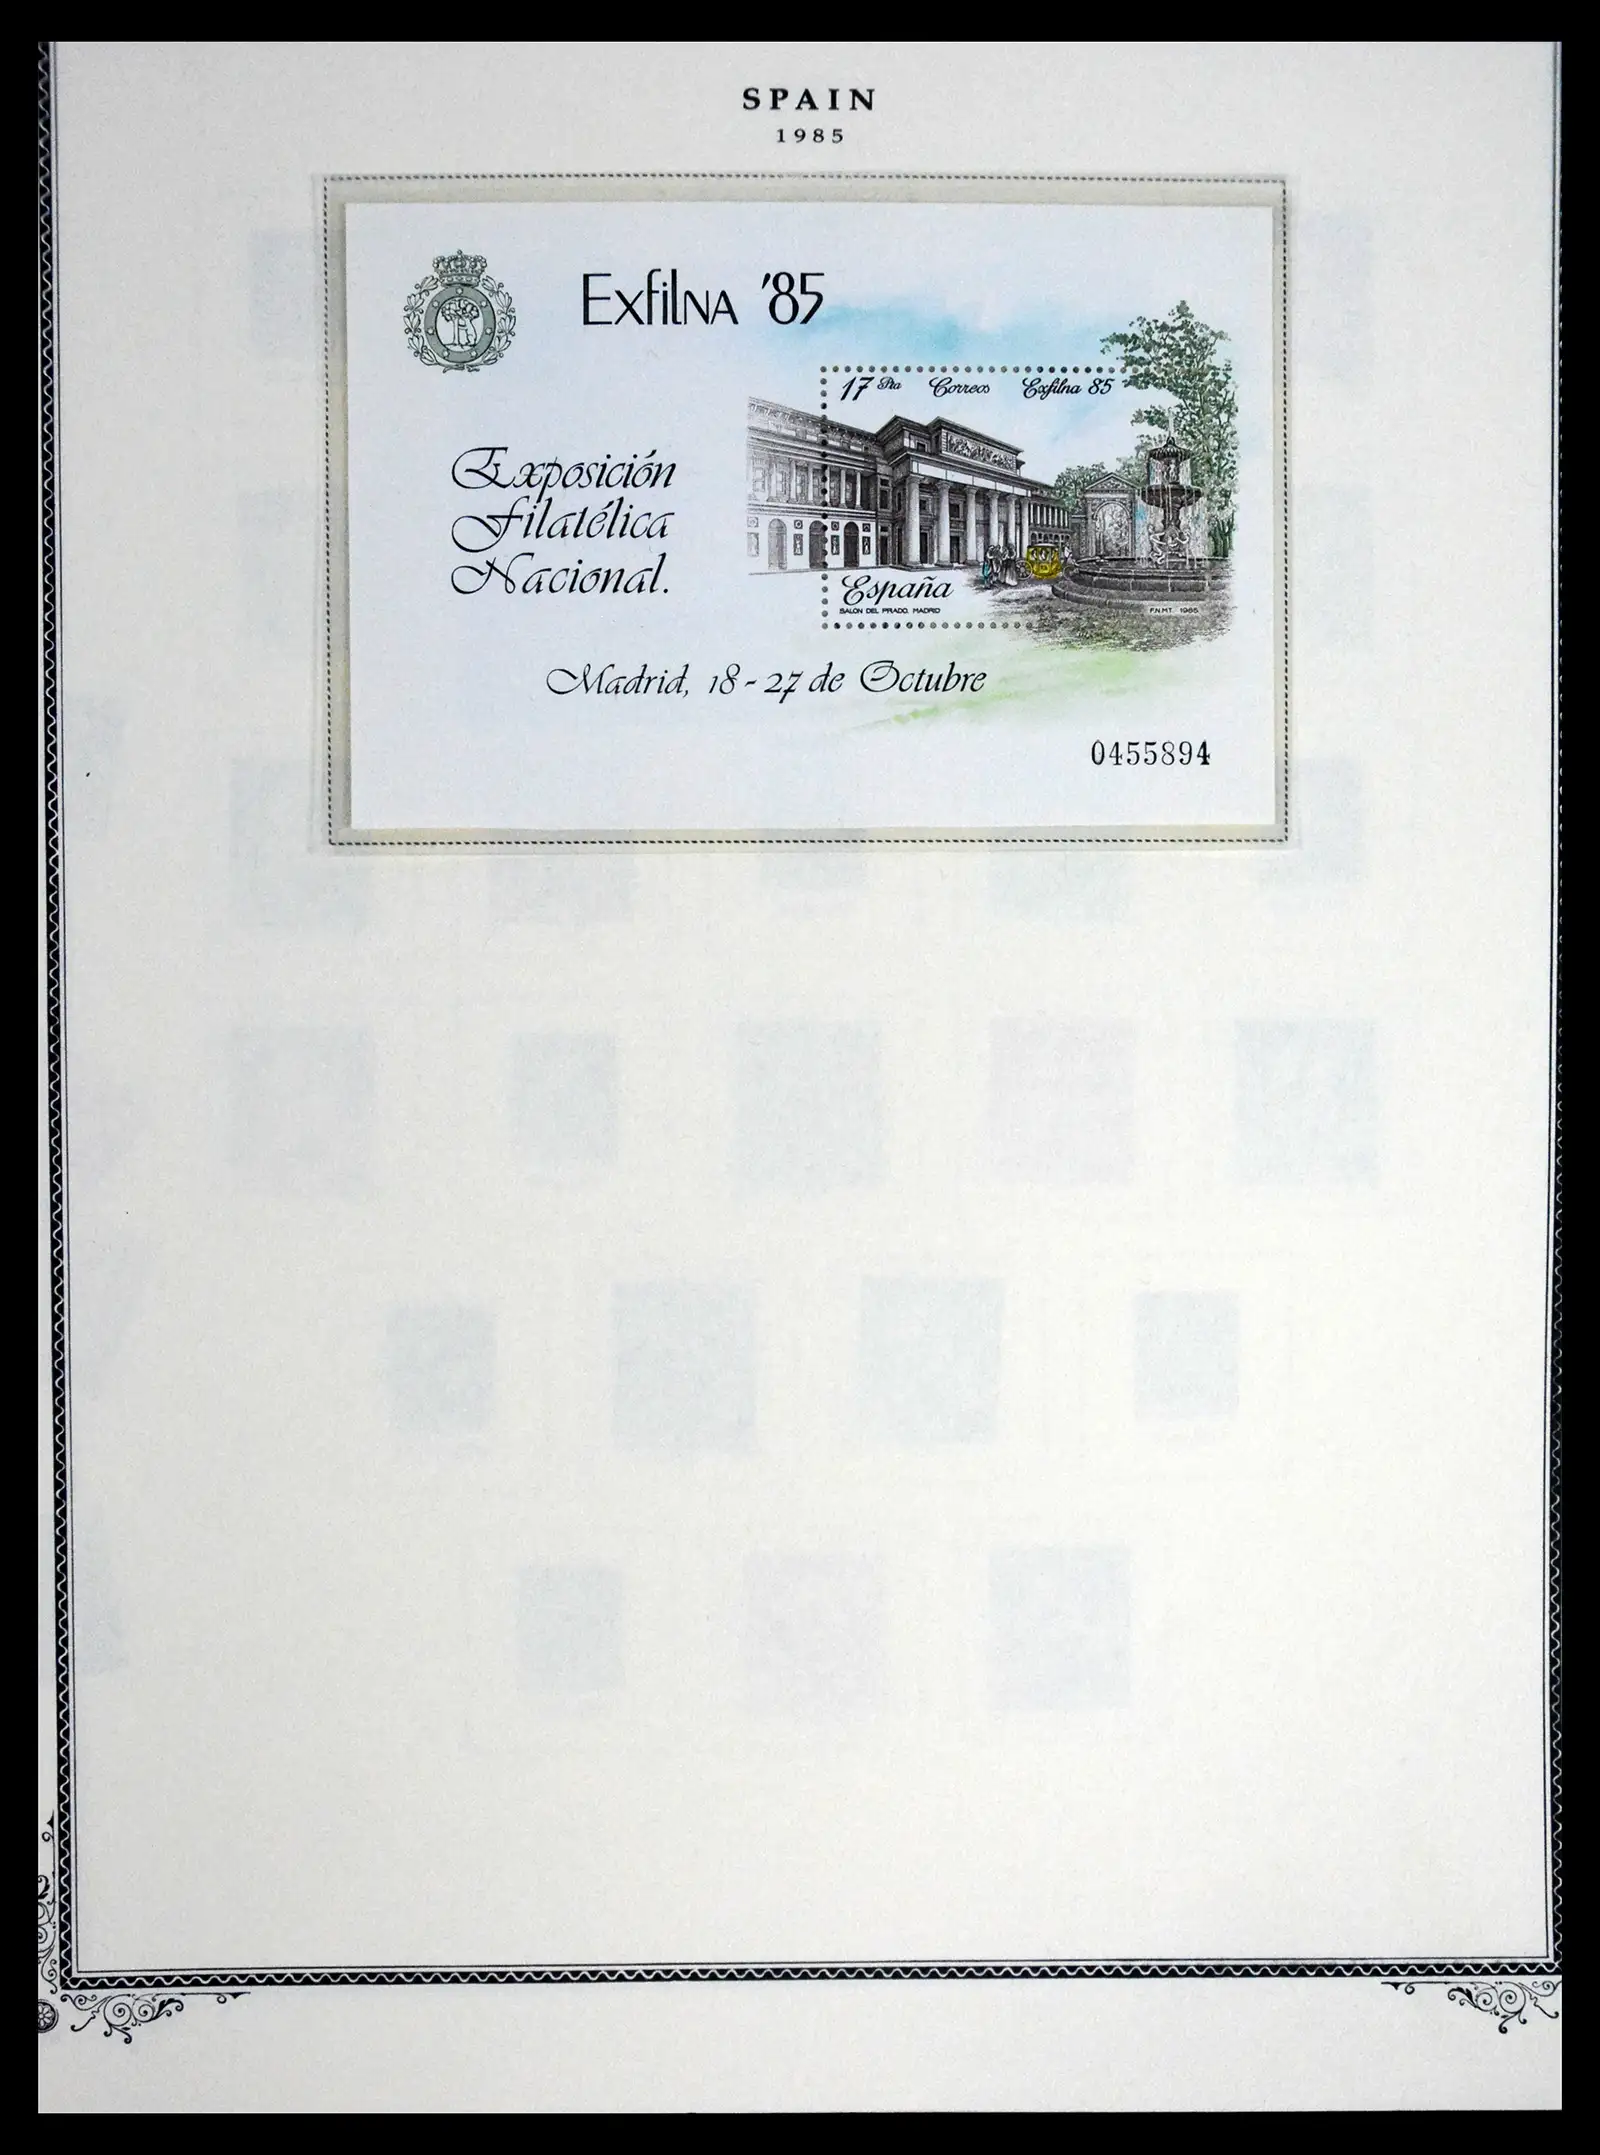 SPAIN
1985
Exfilna '85
17 Pta Correos Exfilna 85
Exposición
Filatélica
Nacional.
España
SALON DEL PRADO. MADRID
F.N.M.T. 1985
Madrid, 18-27 de Octubre
0455894